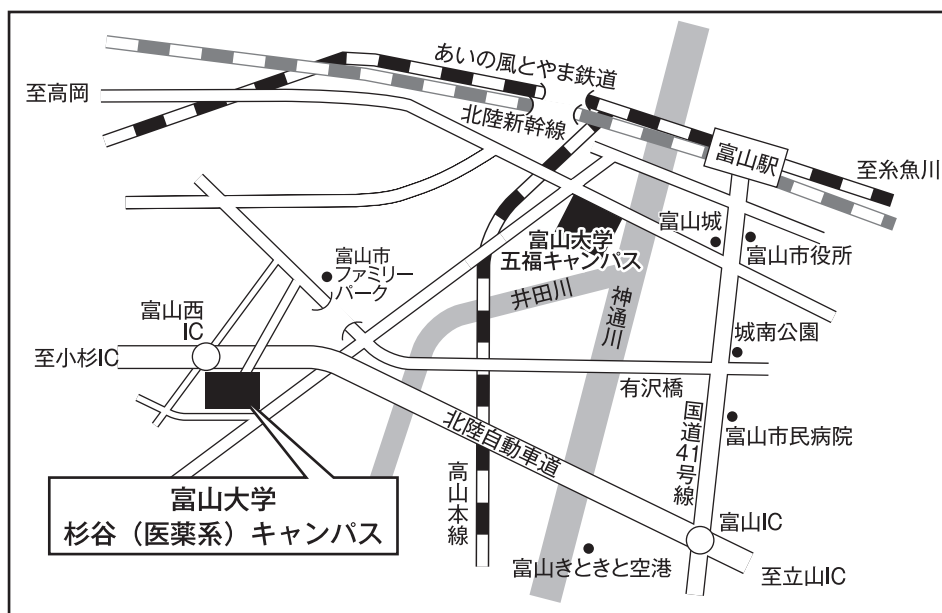 あいの風とやま鉄道
至高岡
北陸新幹線
富山駅
至糸魚川
富山城
富山大学
五福キャンパス
富山市役所
富山市
ファミリー
パーク
井田川
神通川
富山西
IC
城南公園
至小杉IC
有沢橋
国道41号線
富山市民病院
北陸自動車道
高山本線
富山大学
杉谷（医薬系）キャンパス
富山IC
富山きときと空港
至立山IC